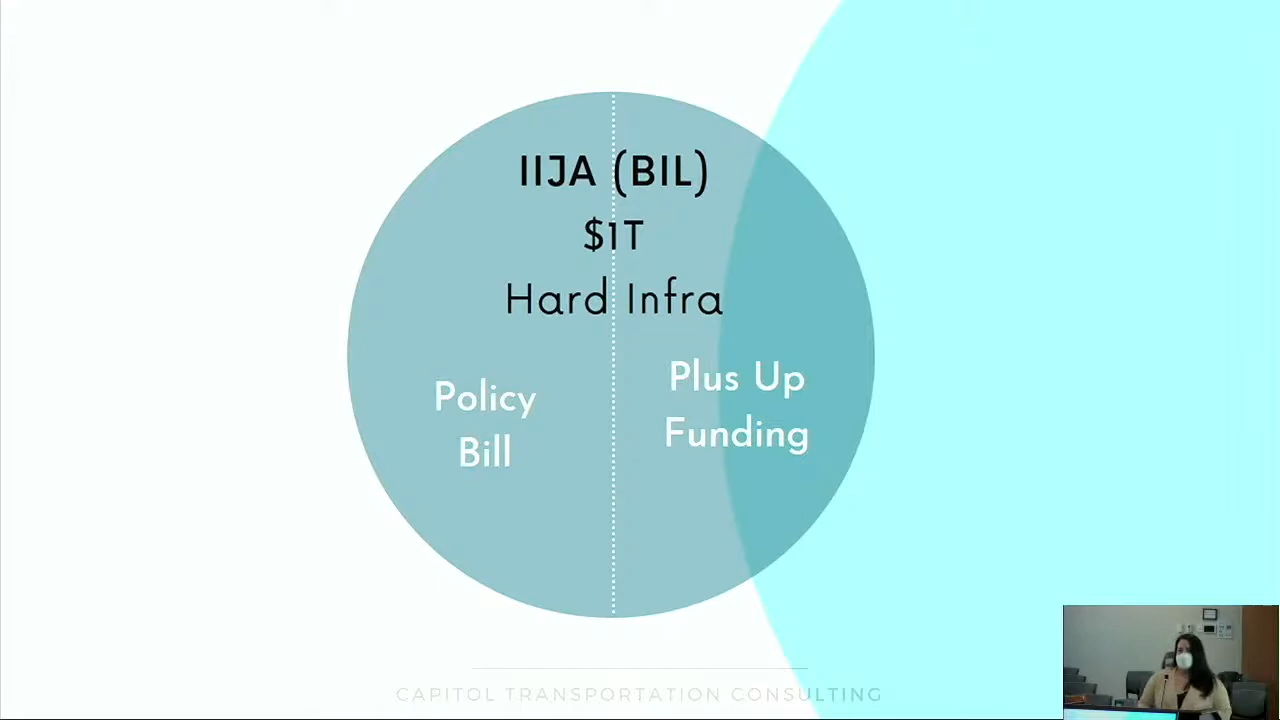 IIJA (BIL)
$1T
Hard Infra
Policy
Bill
Plus Up
Funding
CAPITOL TRANSPORTATION CONSULTING